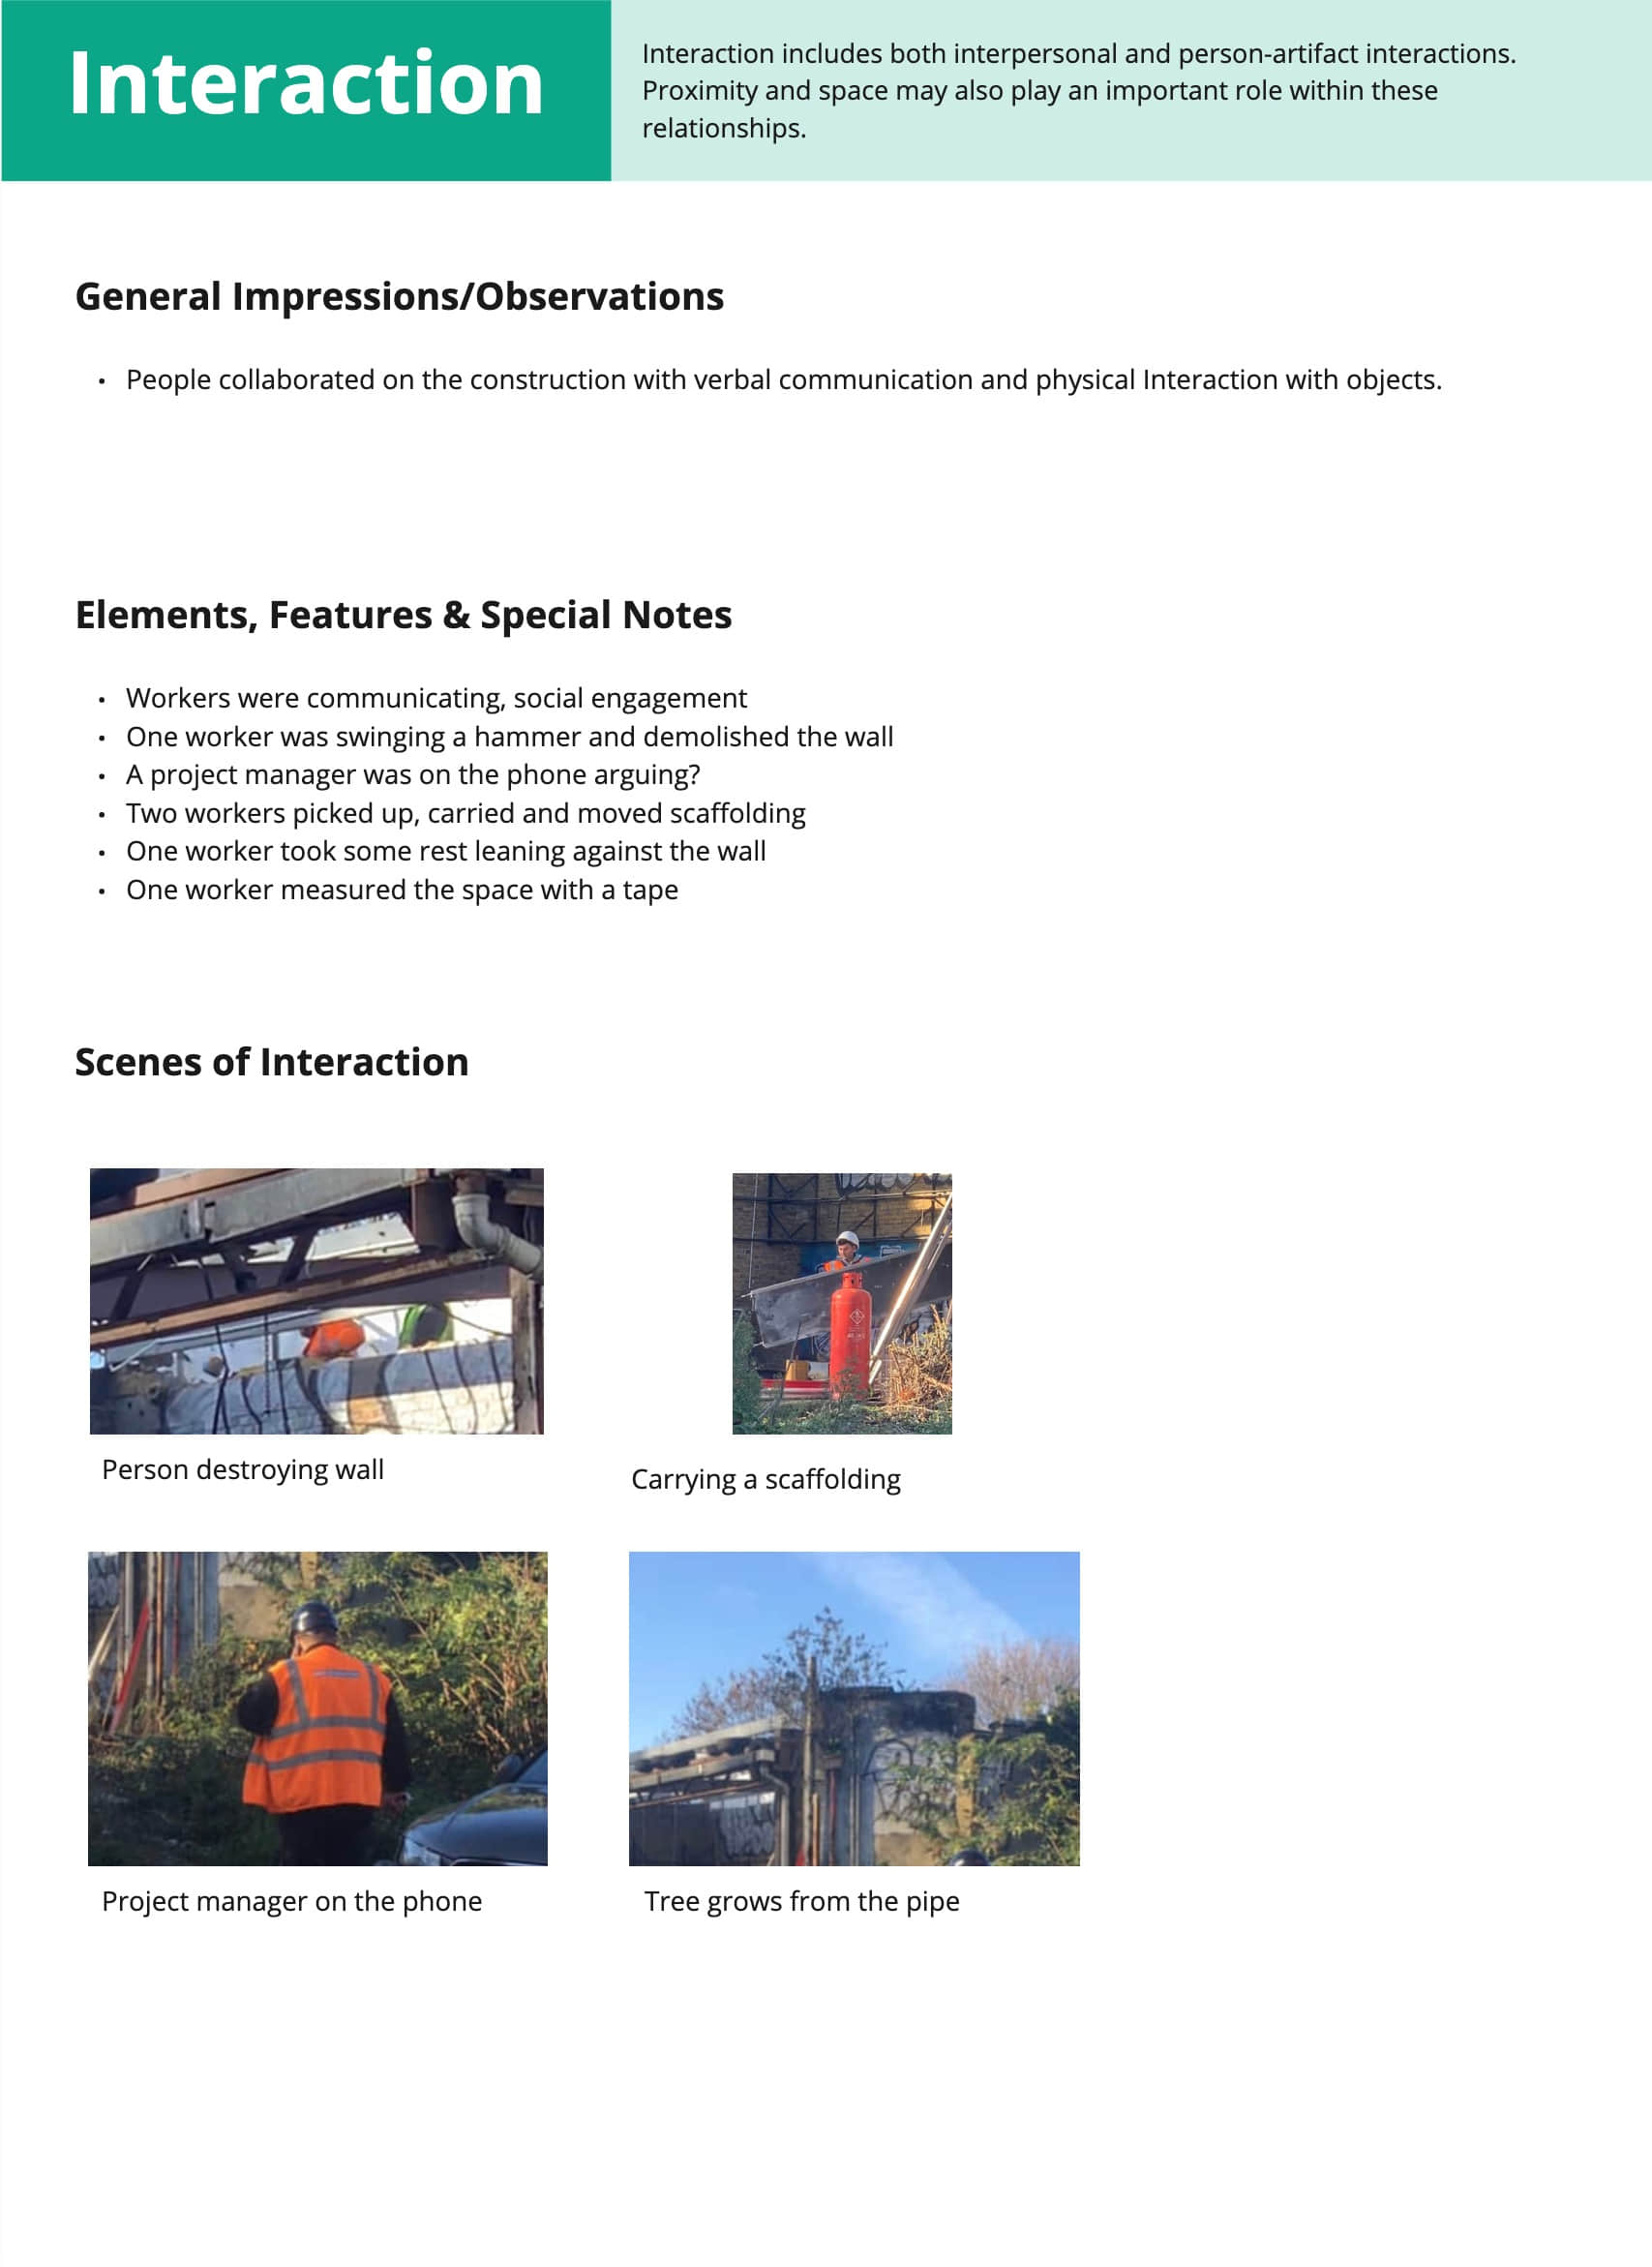 Interaction
Interaction includes both interpersonal and person-artifact interactions.
Proximity and space may also play an important role within these
relationships.
General Impressions/Observations
• People collaborated on the construction with verbal communication and physical Interaction with objects.
Elements, Features & Special Notes
• Workers were communicating, social engagement
• One worker was swinging a hammer and demolished the wall
• A project manager was on the phone arguing?
• Two workers picked up, carried and moved scaffolding
• One worker took some rest leaning against the wall
• One worker measured the space with a tape
Scenes of Interaction
Person destroying wall
Carrying a scaffolding
Project manager on the phone
Tree grows from the pipe